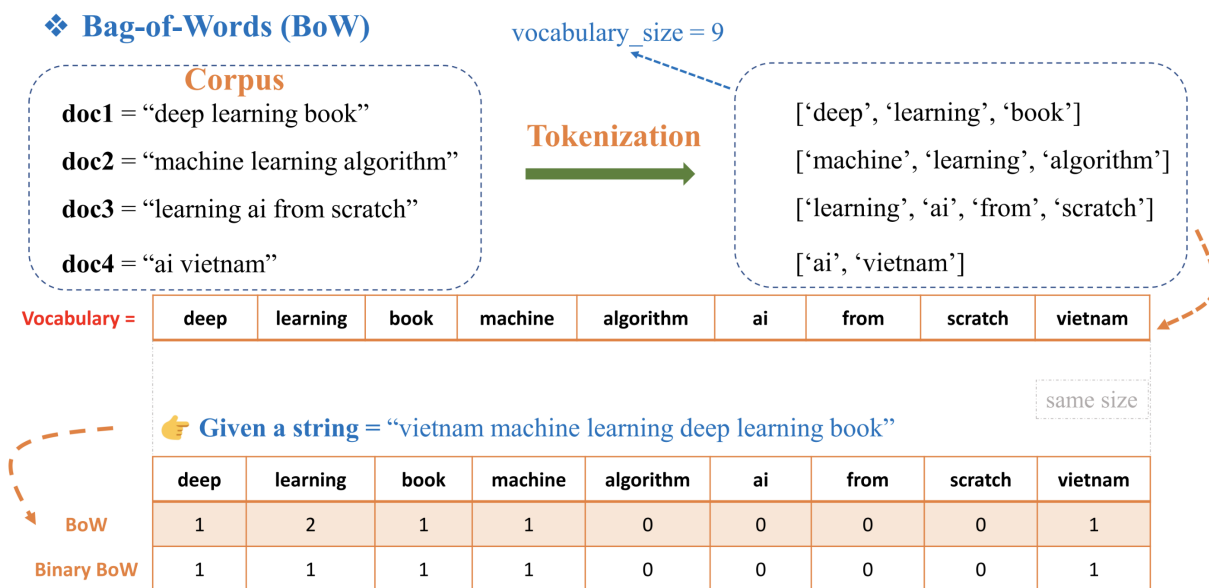 ❖ Bag-of-Words (BoW)
vocabulary_size = 9
Corpus
doc1 = “deep learning book”
doc2 = “machine learning algorithm”
doc3 = “learning ai from scratch”
doc4 = “ai vietnam”
Tokenization
[‘deep’, ‘learning’, ‘book’]
[‘machine’, ‘learning’, ‘algorithm’]
[‘learning’, ‘ai’, ‘from’, ‘scratch’]
[‘ai’, ‘vietnam’]
Vocabulary = deep learning book machine algorithm ai from scratch vietnam
same size
👉 Given a string = “vietnam machine learning deep learning book”
deep learning book machine algorithm ai from scratch vietnam
BoW 1 2 1 1 0 0 0 0 1
Binary BoW 1 1 1 1 0 0 0 0 1